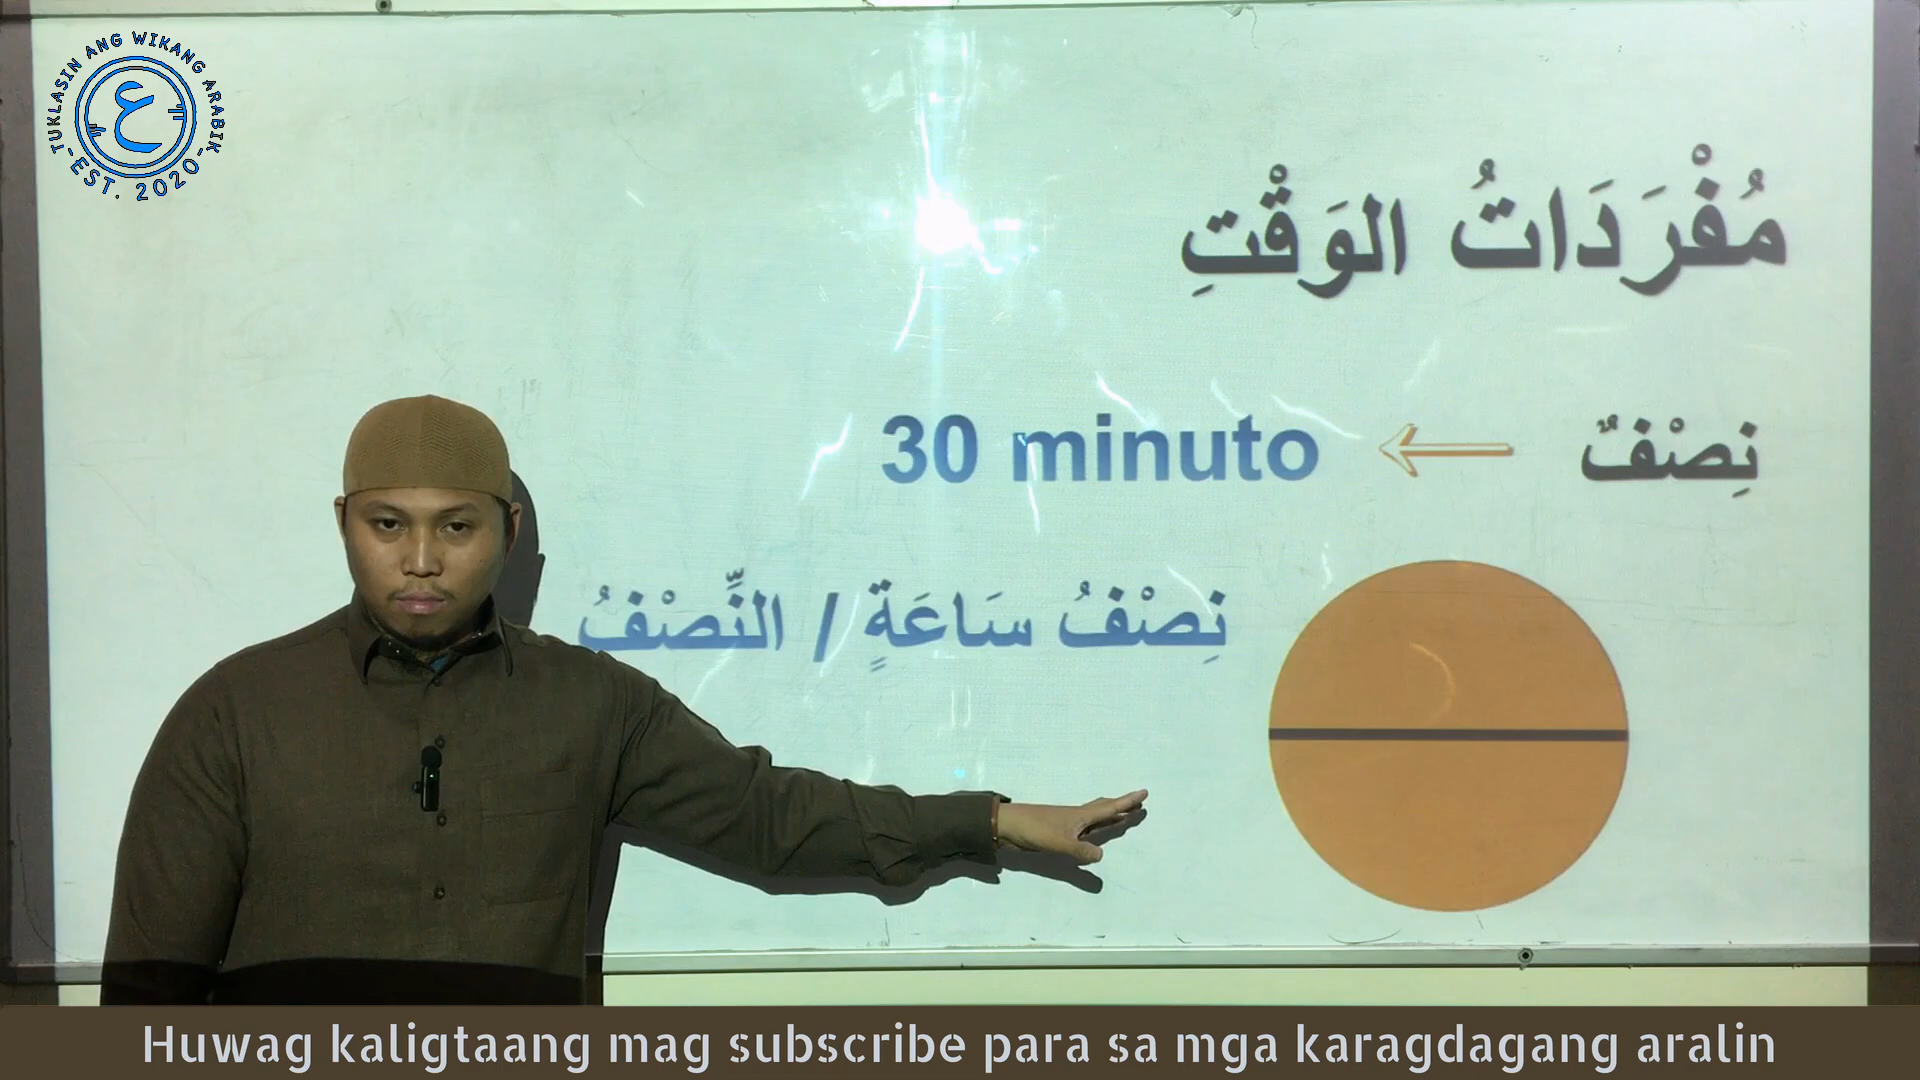 TUKLASIN ANG WIKANG ARABIK
ع
-EST. 2020-
مُفْرَدَاتُ الوَقْتِ
نِصْفٌ ← 30 minuto
نِصْفُ سَاعَةٍ / النِّصْفُ
Huwag kaligtaang mag subscribe para sa mga karagdagang aralin